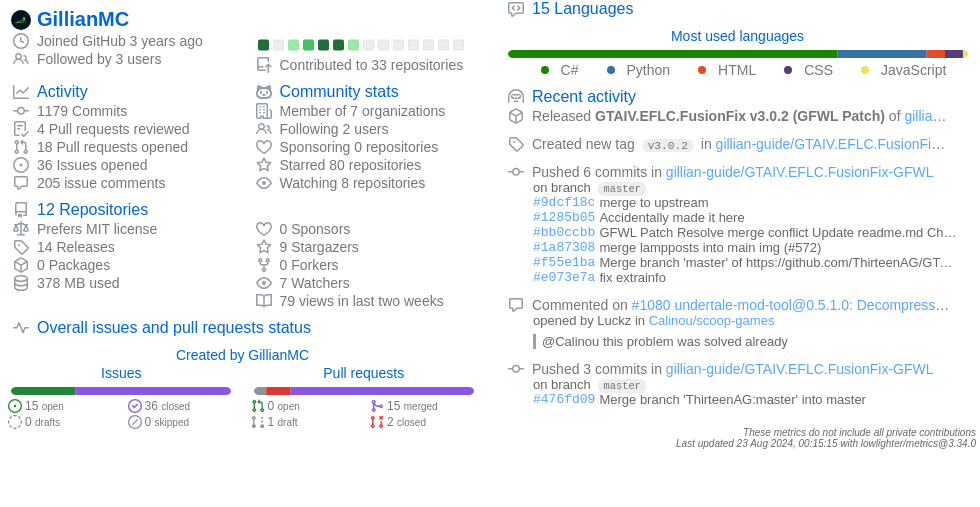 GillianMC
Joined GitHub 3 years ago
Followed by 3 users
Contributed to 33 repositories
Activity
1179 Commits
4 Pull requests reviewed
18 Pull requests opened
36 Issues opened
205 issue comments
Community stats
Member of 7 organizations
Following 2 users
Sponsoring 0 repositories
Starred 80 repositories
Watching 8 repositories
12 Repositories
Prefers MIT license
14 Releases
0 Packages
378 MB used
0 Sponsors
9 Stargazers
0 Forkers
7 Watchers
79 views in last two weeks
Overall issues and pull requests status
Created by GillianMC
Issues
15 open
36 closed
0 drafts
0 skipped
Pull requests
0 open
15 merged
1 draft
2 closed
15 Languages
Most used languages
C# Python HTML CSS JavaScript
Recent activity
Released GTAIV.EFLC.FusionFix v3.0.2 (GFWL Patch) of gillia…
Created new tag v3.0.2 in gillian-guide/GTAIV.EFLC.FusionFi…
Pushed 6 commits in gillian-guide/GTAIV.EFLC.FusionFix-GFWL
on branch master
#9dcf18c merge to upstream
#1285b05 Accidentally made it here
#bb0ccbb GFWL Patch Resolve merge conflict Update readme.md Ch…
#1a87308 merge lampposts into main img (#572)
#f55e1ba Merge branch 'master' of https://github.com/ThirteenAG/GT…
#e073e7a fix extrainfo
Commented on #1080 undertale-mod-tool@0.5.1.0: Decompress…
opened by Luckz in Calinou/scoop-games
@Calinou this problem was solved already
Pushed 3 commits in gillian-guide/GTAIV.EFLC.FusionFix-GFWL
on branch master
#476fd09 Merge branch 'ThirteenAG:master' into master
These metrics do not include all private contributions
Last updated 23 Aug 2024, 00:15:15 with lowlighter/metrics@3.34.0